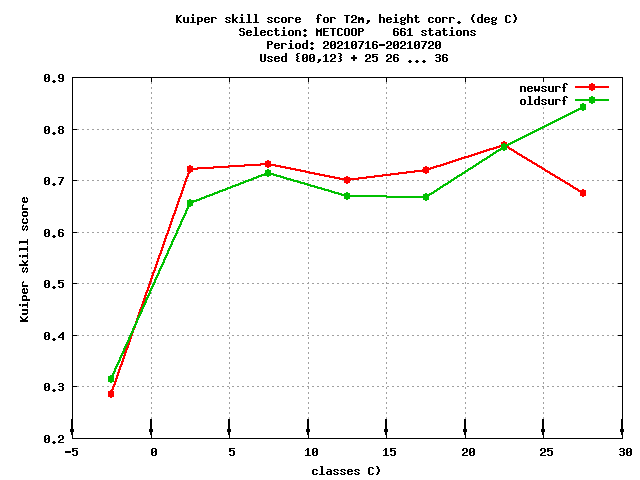 Kuiper skill score  for T2m, height corr. (deg C)
Selection: METCOOP    661 stations
Period: 20210716-20210720
Used {00,12} + 25 26 ... 36
newsurf
oldsurf
0.9
0.8
0.7
0.6
0.5
0.4
0.3
0.2
Kuiper skill score
-5 0 5 10 15 20 25 30
classes C)